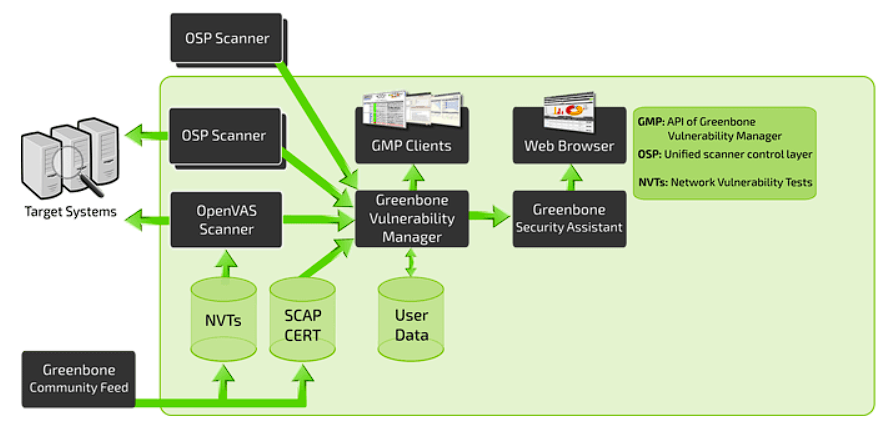 OSP Scanner
OSP Scanner
GMP Clients
Web Browser
GMP: API of Greenbone
Vulnerability Manager
OSP: Unified scanner control layer
NVTs: Network Vulnerability Tests
Target Systems
OpenVAS
Scanner
Greenbone
Vulnerability
Manager
Greenbone
Security Assistant
NVTs
SCAP
CERT
User
Data
Greenbone
Community Feed